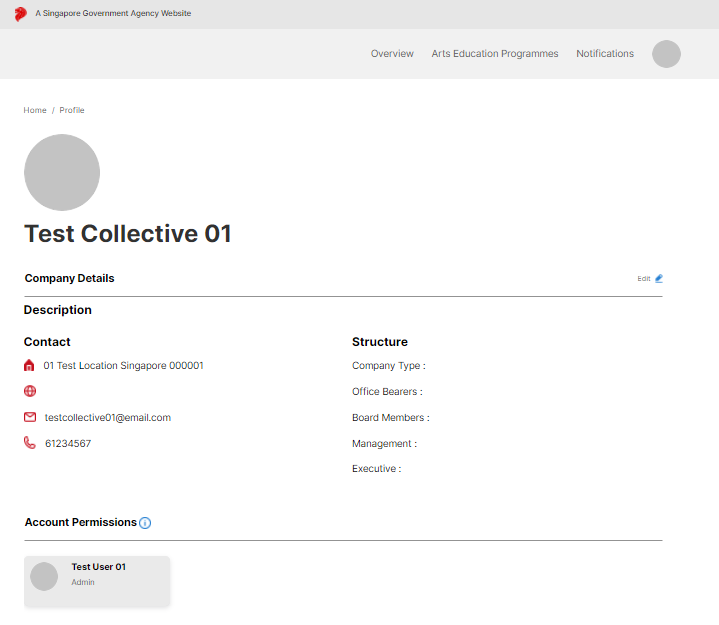 A Singapore Government Agency Website
Overview Arts Education Programmes Notifications
Home / Profile
Test Collective 01
Company Details
Edit
Description
Contact
01 Test Location Singapore 000001
testcollective01@email.com
61234567
Structure
Company Type :
Office Bearers :
Board Members :
Management :
Executive :
Account Permissions
Test User 01
Admin